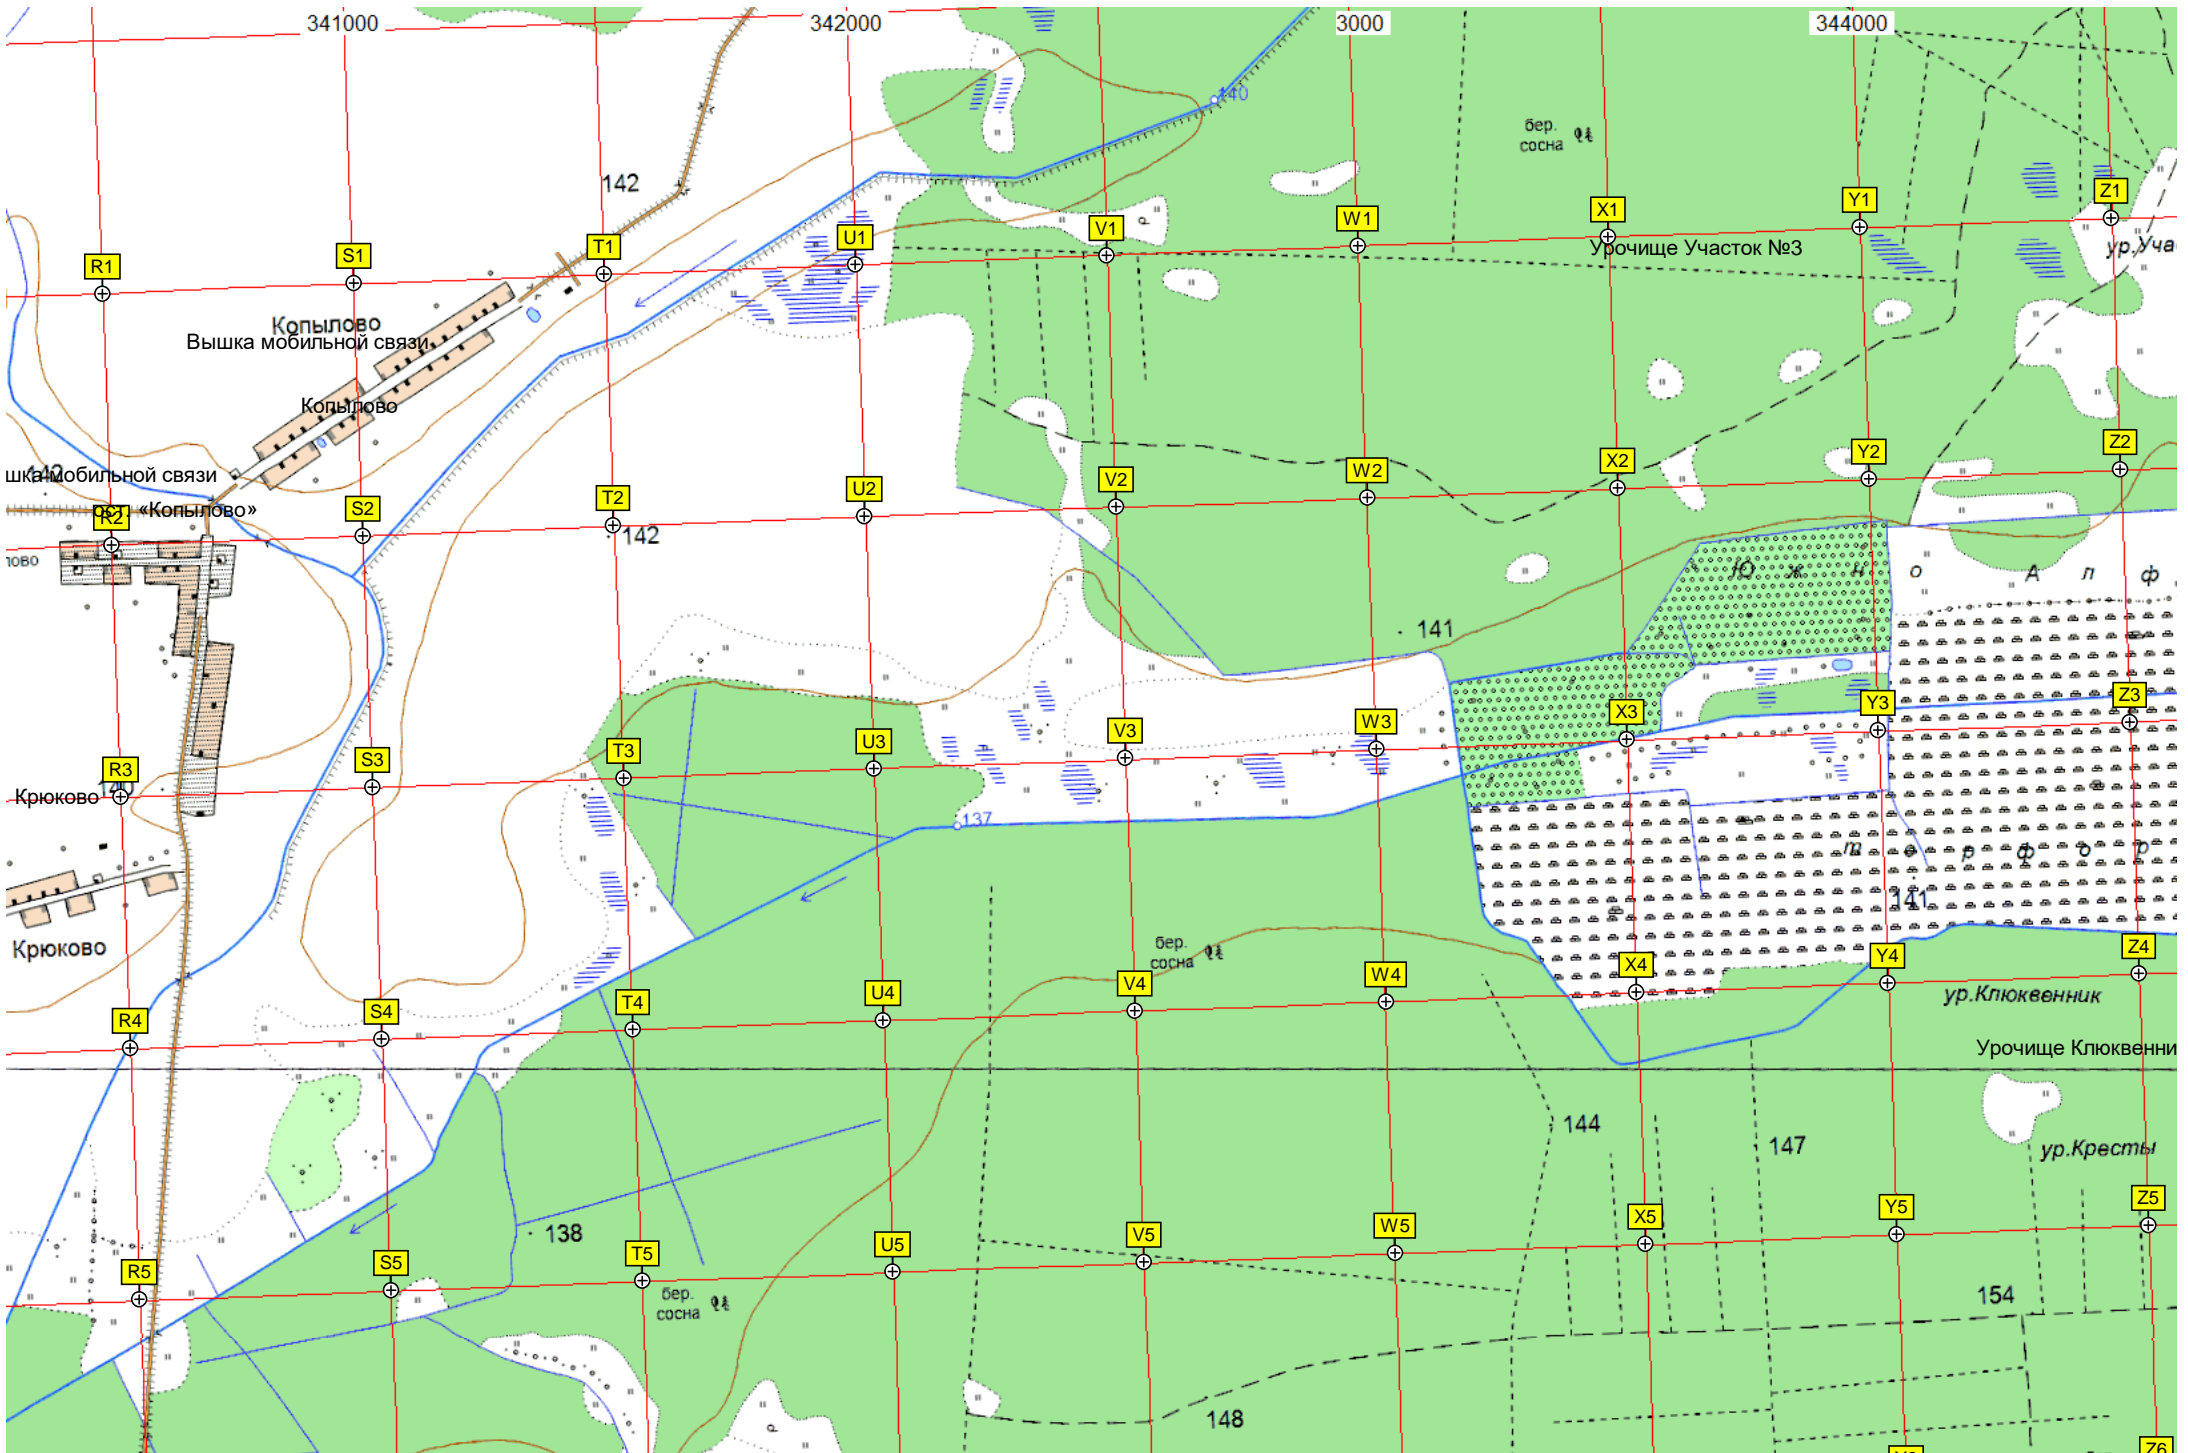 341000
342000
3000
344000
140
бер.
сосна
142
R1
S1
T1
U1
V1
W1
X1
Y1
Z1
Урочище Участок №3
ур.Уча
Копылово
Вышка мобильной связи
Копылово
шка мобильной связи
142
ост. «Копылово»
R2
S2
T2
U2
V2
W2
X2
Y2
Z2
142
лово
Ю ж н о А л ф
141
R3
S3
T3
U3
V3
W3
X3
Y3
Z3
Крюково
137
т о р ф о р
141
Крюково
бер.
сосна
R4
S4
T4
U4
V4
W4
X4
Y4
Z4
ур.Клюквенник
Урочище Клюквенни
144
147
ур.Кресты
138
R5
S5
T5
U5
V5
W5
X5
Y5
Z5
бер.
сосна
154
148
Z6